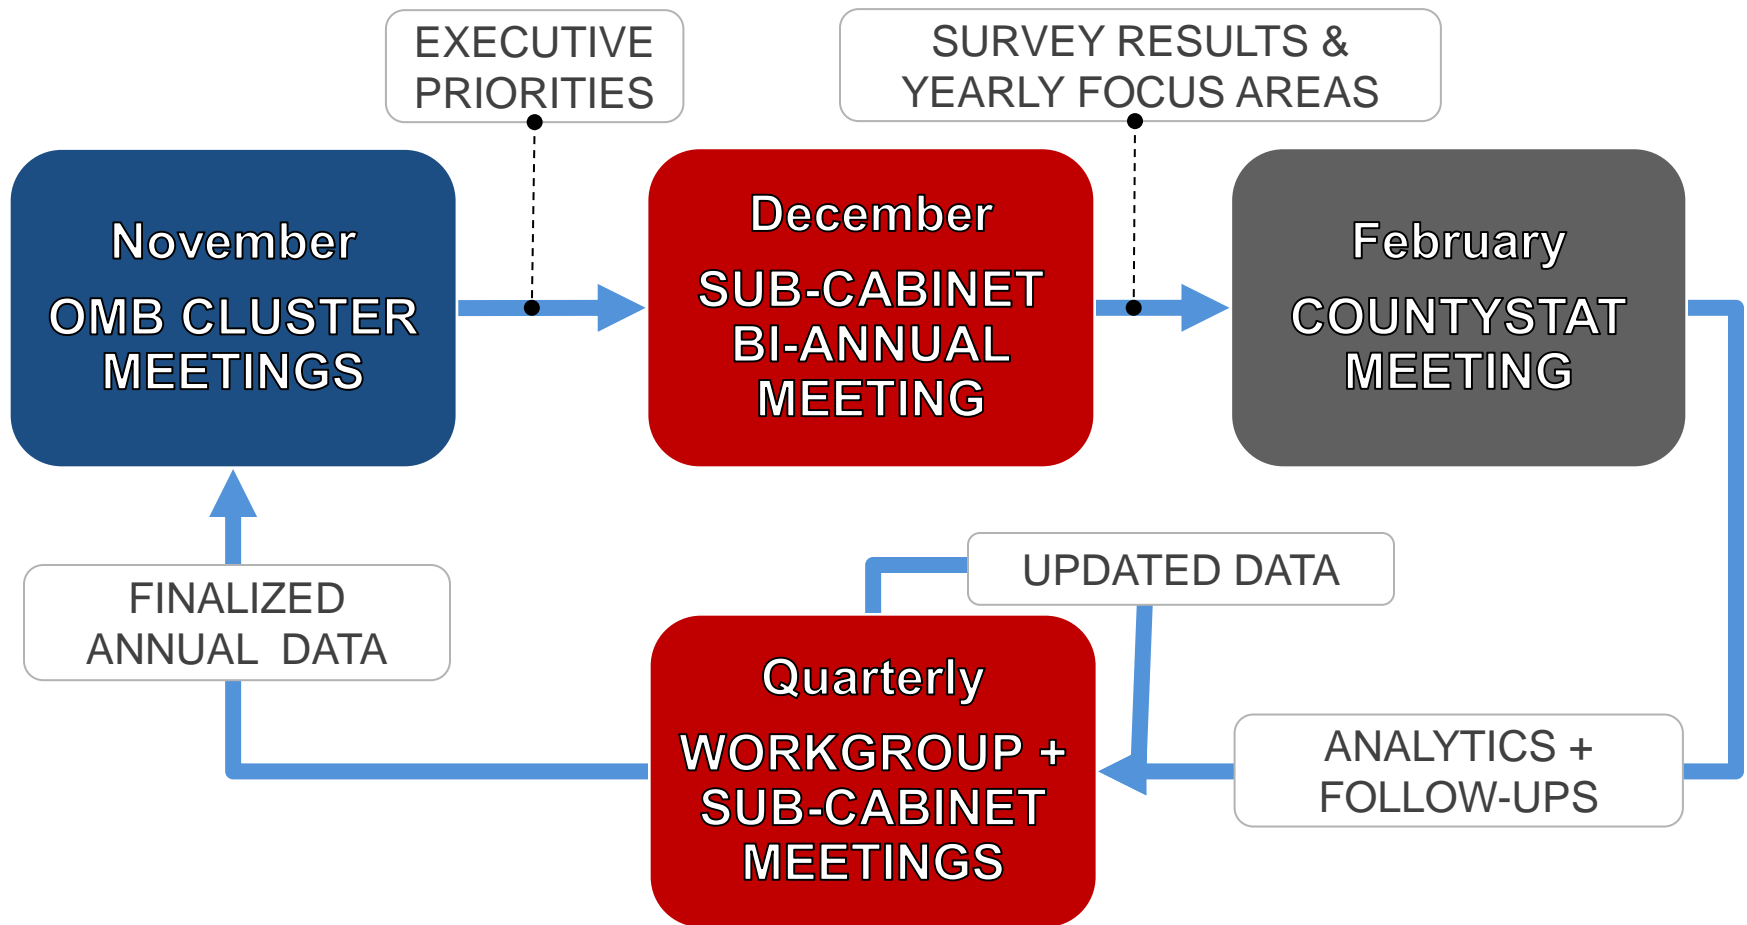 EXECUTIVE
PRIORITIES
SURVEY RESULTS &
YEARLY FOCUS AREAS
November
OMB CLUSTER
MEETINGS
December
SUB-CABINET
BI-ANNUAL
MEETING
February
COUNTYSTAT
MEETING
FINALIZED
ANNUAL DATA
UPDATED DATA
Quarterly
WORKGROUP +
SUB-CABINET
MEETINGS
ANALYTICS +
FOLLOW-UPS